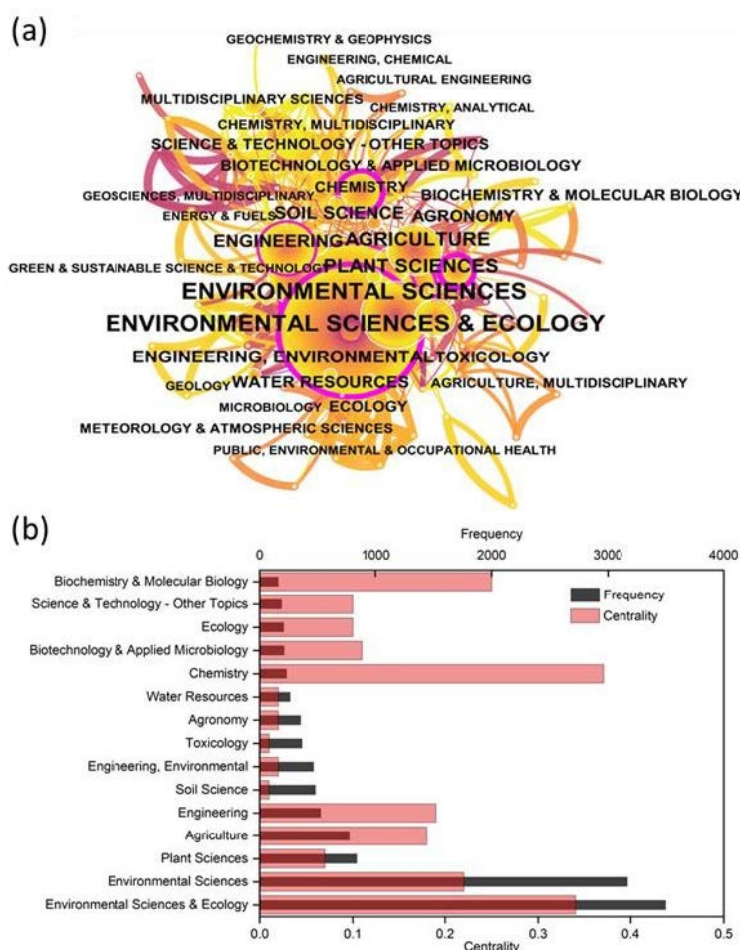 (a)
GEOCHEMISTRY & GEOPHYSICS
ENGINEERING, CHEMICAL
AGRICULTURAL ENGINEERING
MULTIDISCIPLINARY SCIENCES
CHEMISTRY, ANALYTICAL
CHEMISTRY, MULTIDISCIPLINARY
SCIENCE & TECHNOLOGY - OTHER TOPICS
BIOTECHNOLOGY & APPLIED MICROBIOLOGY
CHEMISTRY
GEOSCIENCES, MULTIDISCIPLINARY
BIOCHEMISTRY & MOLECULAR BIOLOGY
ENERGY & FUELS
SOIL SCIENCE
AGRONOMY
ENGINEERING
AGRICULTURE
GREEN & SUSTAINABLE SCIENCE & TECHNOLOG
PLANT SCIENCES
ENVIRONMENTAL SCIENCES
ENVIRONMENTAL SCIENCES & ECOLOGY
ENGINEERING, ENVIRONMENTAL
TOXICOLOGY
GEOLOGY
WATER RESOURCES
AGRICULTURE, MULTIDISCIPLINARY
MICROBIOLOGY
ECOLOGY
METEOROLOGY & ATMOSPHERIC SCIENCES
PUBLIC, ENVIRONMENTAL & OCCUPATIONAL HEALTH
(b)
Frequency
0 1000 2000 3000 4000
Biochemistry & Molecular Biology
Science & Technology - Other Topics
Ecology
Biotechnology & Applied Microbiology
Chemistry
Water Resources
Agronomy
Toxicology
Engineering, Environmental
Soil Science
Engineering
Agriculture
Plant Sciences
Environmental Sciences
Environmental Sciences & Ecology
Frequency
Centrality
0.0 0.1 0.2 0.3 0.4 0.5
Centrality